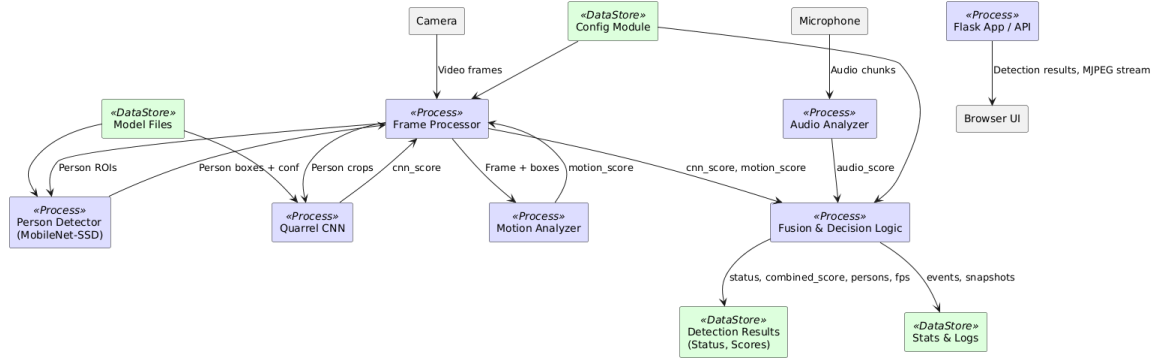 Camera
«DataStore»
Config Module
Microphone
«Process»
Flask App / API
Video frames
Audio chunks
Detection results, MJPEG stream
«DataStore»
Model Files
«Process»
Frame Processor
«Process»
Audio Analyzer
Browser UI
Person ROIs
Person boxes + conf
Person crops
cnn_score
Frame + boxes
motion_score
cnn_score, motion_score
audio_score
«Process»
Person Detector
(MobileNet-SSD)
«Process»
Quarrel CNN
«Process»
Motion Analyzer
«Process»
Fusion & Decision Logic
status, combined_score, persons, fps
events, snapshots
«DataStore»
Detection Results
(Status, Scores)
«DataStore»
Stats & Logs